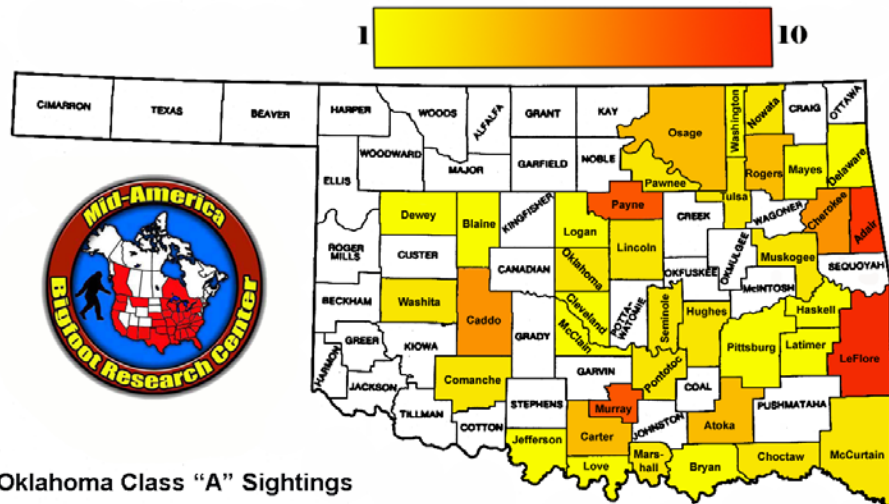 1 10
CIMARRON
TEXAS
BEAVER
HARPER
WOODS
ALFALFA
GRANT
KAY
Osage
Washington
Nowata
CRAIG
OTTAWA
ELLIS
WOODWARD
MAJOR
GARFIELD
NOBLE
Pawnee
Tulsa
Rogers
Mayes
Delaware
Dewey
Blaine
KINGFISHER
Logan
Payne
CREEK
WAGONER
Cherokee
Adair
ROGER
MILLS
CUSTER
CANADIAN
Oklahoma
Lincoln
OKFUSKEE
OKMULGEE
Muskogee
SEQUOYAH
McINTOSH
BECKHAM
Washita
Caddo
GRADY
Cleveland
McClain
POTTA-
WATOMIE
Seminole
Hughes
Pittsburg
Haskell
Latimer
LeFlore
HARMON
GREER
KIOWA
JACKSON
Comanche
TILLMAN
COTTON
STEPHENS
GARVIN
Pontotoc
COAL
PUSHMATAHA
Murray
JOHNSTON
Atoka
Carter
Jefferson
Love
Mars-
hall
Bryan
Choctaw
McCurtain
Mid-America
Bigfoot Research Center
Oklahoma Class “A” Sightings